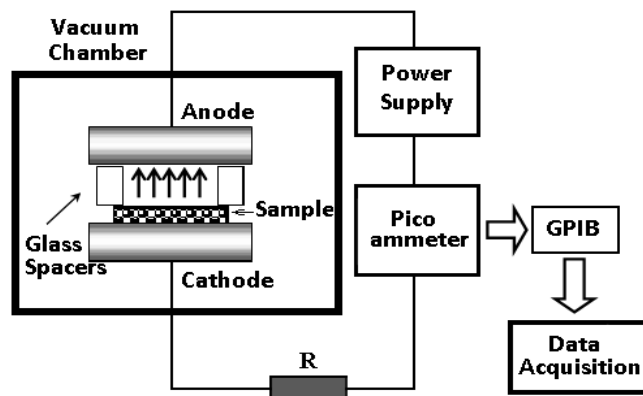 Vacuum
Chamber
Anode
Power
Supply
Sample
Glass
Spacers
Pico
ammeter
GPIB
Cathode
R
Data
Acquisition